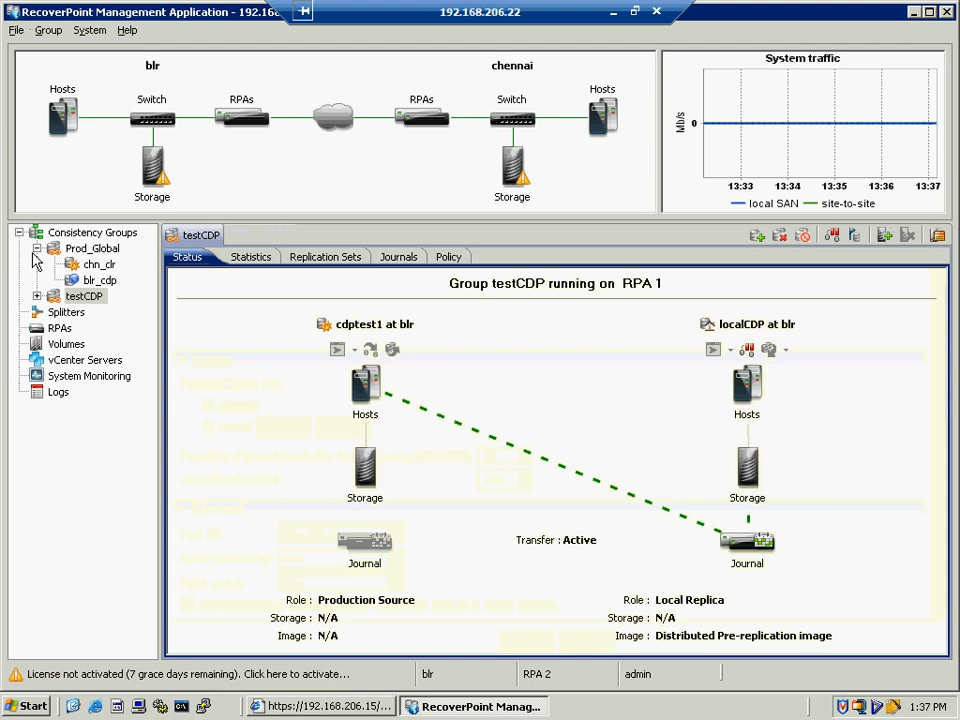 RecoverPoint Management Application - 192.16
192.168.206.22
File Group System Help
blr
chennai
Hosts
Switch
RPAs
RPAs
Switch
Hosts
Storage
Storage
System traffic
Mb/s
0
13:33 13:34 13:35 13:36 13:37
local SAN site-to-site
Consistency Groups
Prod_Global
chn_clr
blr_cdp
testCDP
Splitters
RPAs
Volumes
vCenter Servers
System Monitoring
Logs
testCDP
Status Statistics Replication Sets Journals Policy
Group testCDP running on RPA 1
cdptest1 at blr
localCDP at blr
Hosts
Hosts
Storage
Storage
Transfer : Active
Journal
Journal
Role : Production Source
Storage : N/A
Image : N/A
Role : Local Replica
Storage : N/A
Image : Distributed Pre-replication image
License not activated (7 grace days remaining). Click here to activate...
blr
RPA 2
admin
Start
https://192.168.206.15/...
RecoverPoint Manag...
1:37 PM